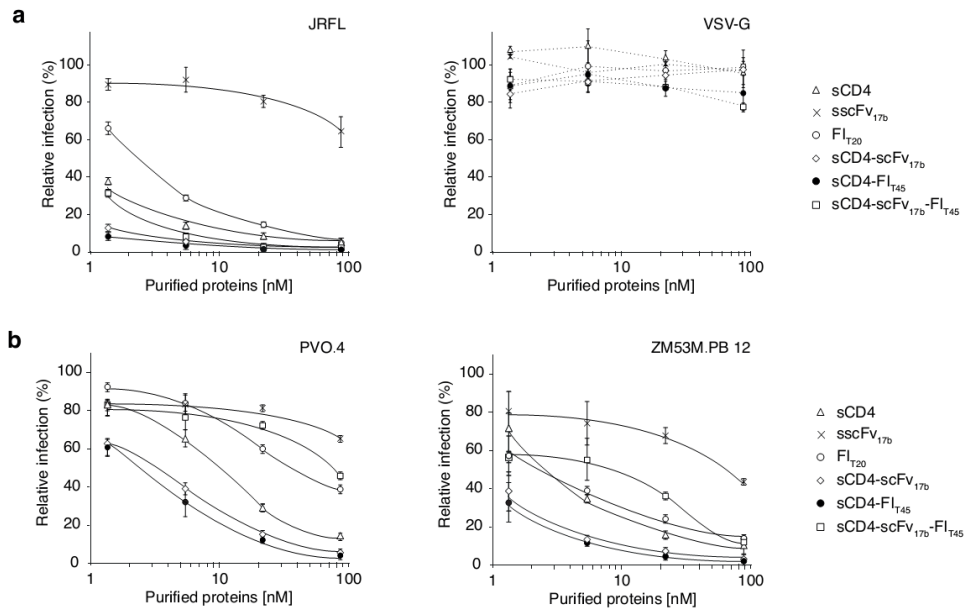 a
JRFL
VSV-G
Relative infection (%)
100
80
60
40
20
0
1
10
100
Purified proteins [nM]
Relative infection (%)
100
80
60
40
20
0
1
10
100
Purified proteins [nM]
sCD4
sscFv17b
FIT20
sCD4-scFv17b
sCD4-FIT45
sCD4-scFv17b-FIT45
b
PVO.4
ZM53M.PB 12
Relative infection (%)
100
80
60
40
20
0
1
10
100
Purified proteins [nM]
Relative infection (%)
100
80
60
40
20
0
1
10
100
Purified proteins [nM]
sCD4
sscFv17b
FIT20
sCD4-scFv17b
sCD4-FIT45
sCD4-scFv17b-FIT45